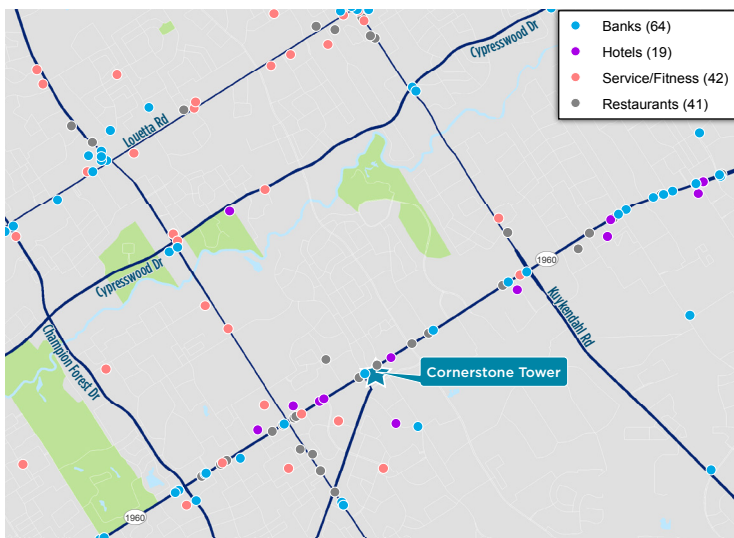 Banks (64)
Hotels (19)
Service/Fitness (42)
Restaurants (41)
Cypresswood Dr
Louetta Rd
1960
Cypresswood Dr
Kuykendahl Rd
Champion Forest Dr
Cornerstone Tower
1960